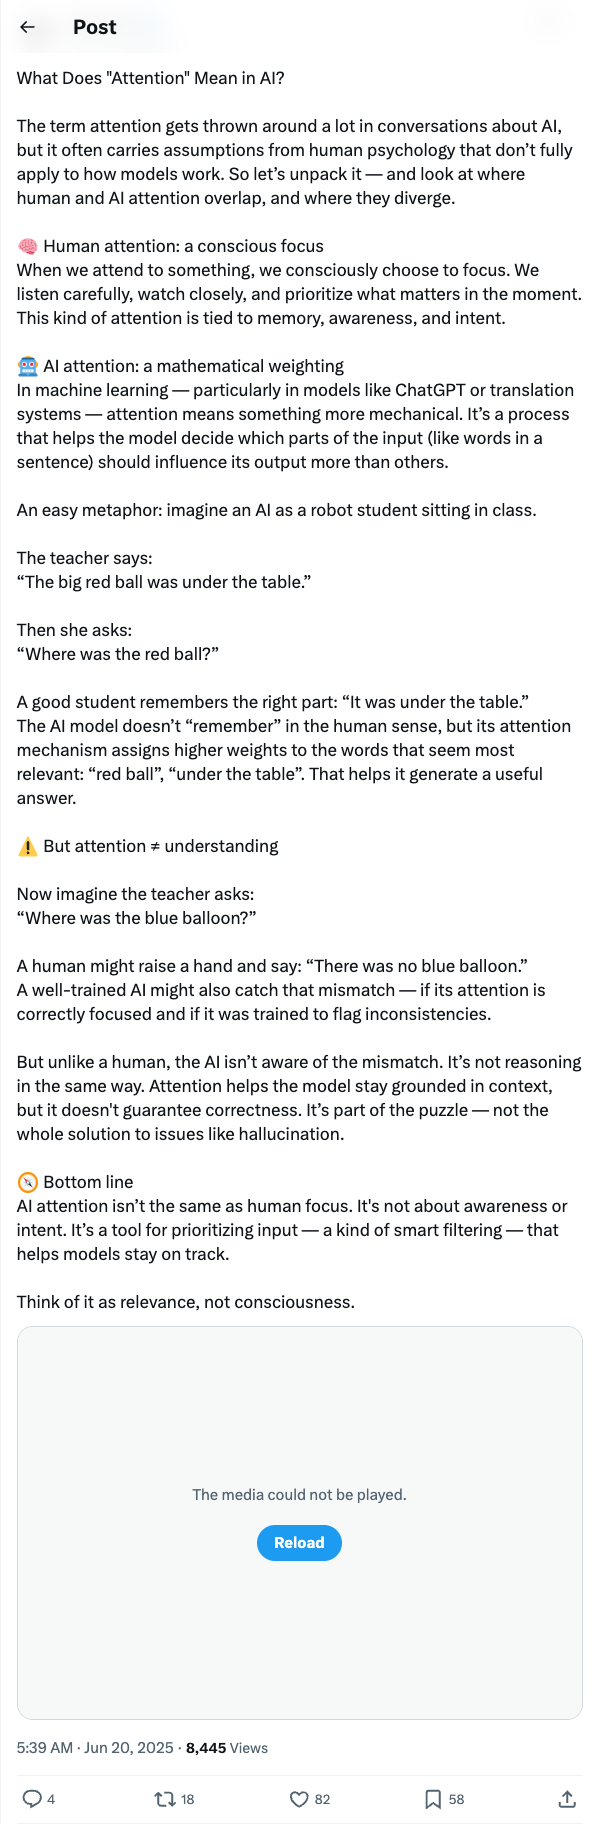 Post
What Does "Attention" Mean in AI?
The term attention gets thrown around a lot in conversations about AI,
but it often carries assumptions from human psychology that don’t fully
apply to how models work. So let’s unpack it — and look at where
human and AI attention overlap, and where they diverge.
🧠 Human attention: a conscious focus
When we attend to something, we consciously choose to focus. We
listen carefully, watch closely, and prioritize what matters in the moment.
This kind of attention is tied to memory, awareness, and intent.
🤖 AI attention: a mathematical weighting
In machine learning — particularly in models like ChatGPT or translation
systems — attention means something more mechanical. It’s a process
that helps the model decide which parts of the input (like words in a
sentence) should influence its output more than others.
An easy metaphor: imagine an AI as a robot student sitting in class.
The teacher says:
“The big red ball was under the table.”
Then she asks:
“Where was the red ball?”
A good student remembers the right part: “It was under the table.”
The AI model doesn’t “remember” in the human sense, but its attention
mechanism assigns higher weights to the words that seem most
relevant: “red ball”, “under the table”. That helps it generate a useful
answer.
⚠️ But attention ≠ understanding
Now imagine the teacher asks:
“Where was the blue balloon?”
A human might raise a hand and say: “There was no blue balloon.”
A well-trained AI might also catch that mismatch — if its attention is
correctly focused and if it was trained to flag inconsistencies.
But unlike a human, the AI isn’t aware of the mismatch. It’s not reasoning
in the same way. Attention helps the model stay grounded in context,
but it doesn't guarantee correctness. It’s part of the puzzle — not the
whole solution to issues like hallucination.
🧭 Bottom line
AI attention isn’t the same as human focus. It's not about awareness or
intent. It’s a tool for prioritizing input — a kind of smart filtering — that
helps models stay on track.
Think of it as relevance, not consciousness.
The media could not be played.
Reload
5:39 AM · Jun 20, 2025 · 8,445 Views
4 18 82 58